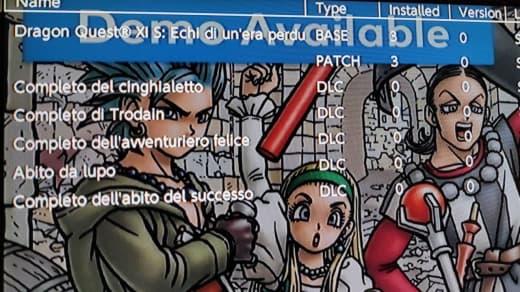 Name Type Installed Version
Demo Available
Dragon Quest® XI S: Echi di un'era perdu BASE 3 0
PATCH 3 0
Completo del cinghialetto DLC 0 0
Completo di Trodain DLC 0 0
Completo dell'avventuriero felice DLC 0 0
Abito da lupo DLC 0 0
Completo dell'abito del successo DLC 0 0